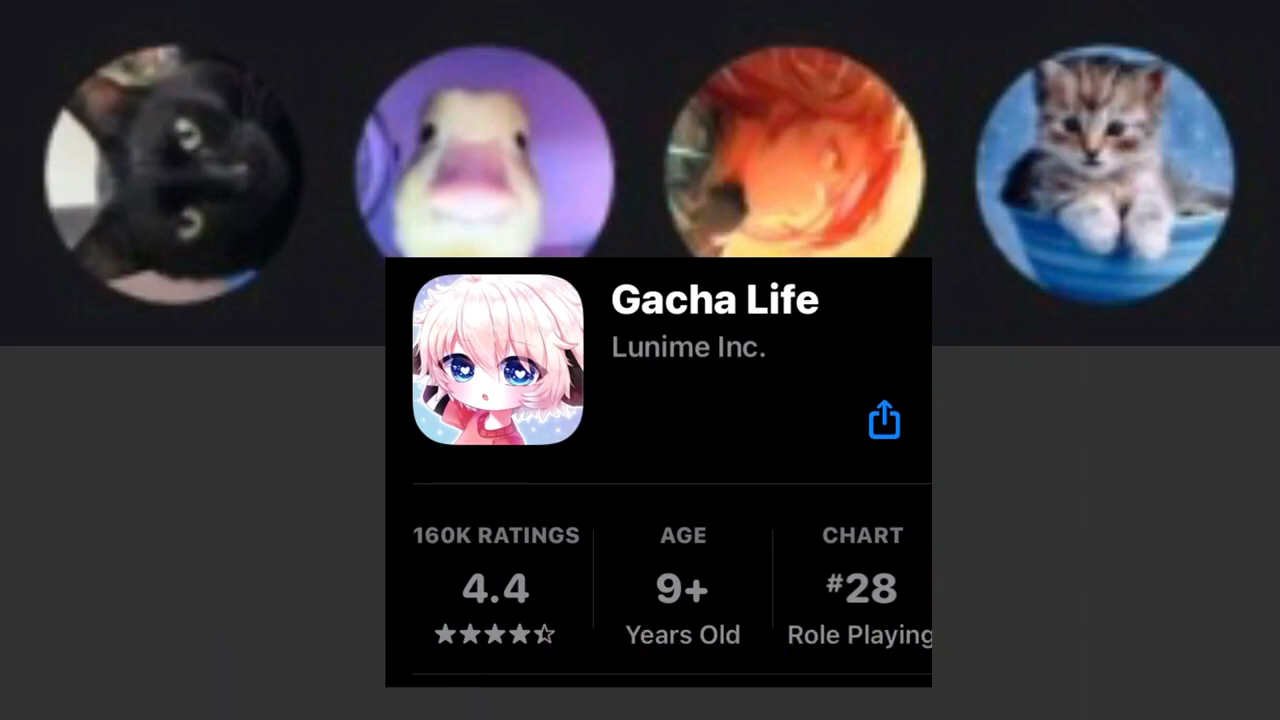 Gacha Life
Lunime Inc.
160K RATINGS
AGE
CHART
4.4
9+
#28
Years Old
Role Playing